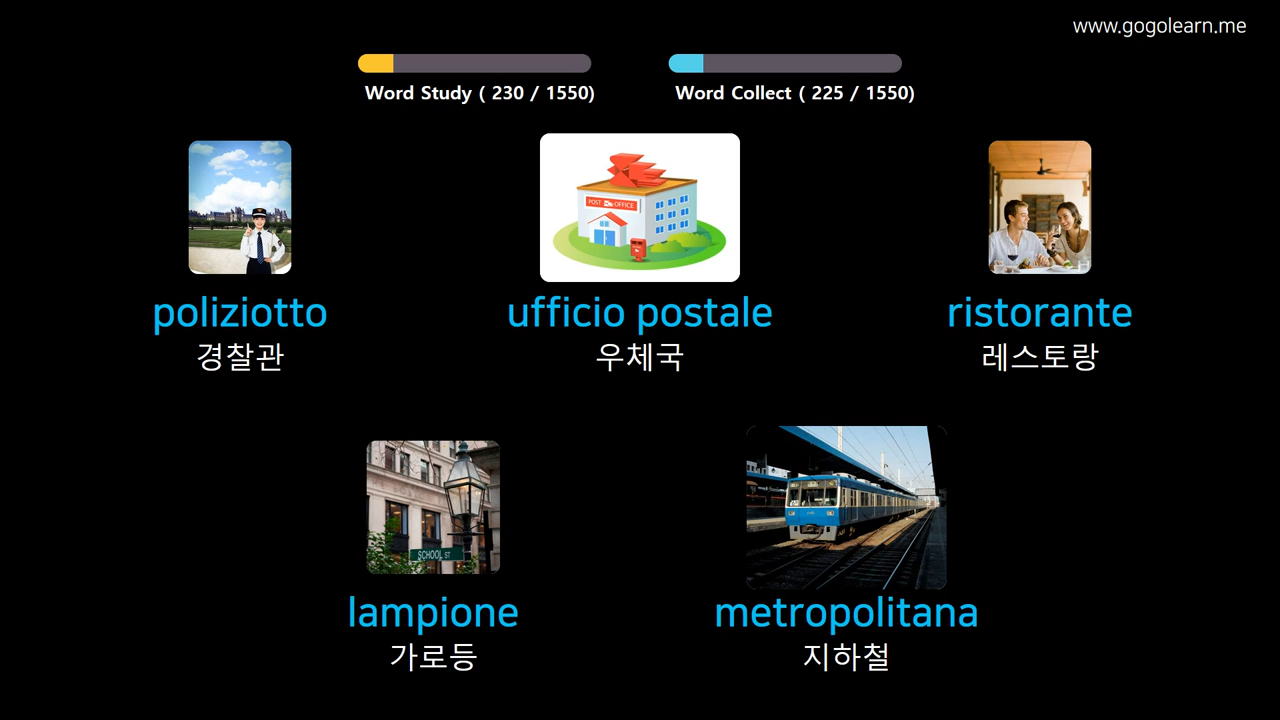 www.gogolearn.me
Word Study ( 230 / 1550)
Word Collect ( 225 / 1550)
POST OFFICE
poliziotto
경찰관
ufficio postale
우체국
ristorante
레스토랑
SCHOOL ST
lampione
가로등
metropolitana
지하철